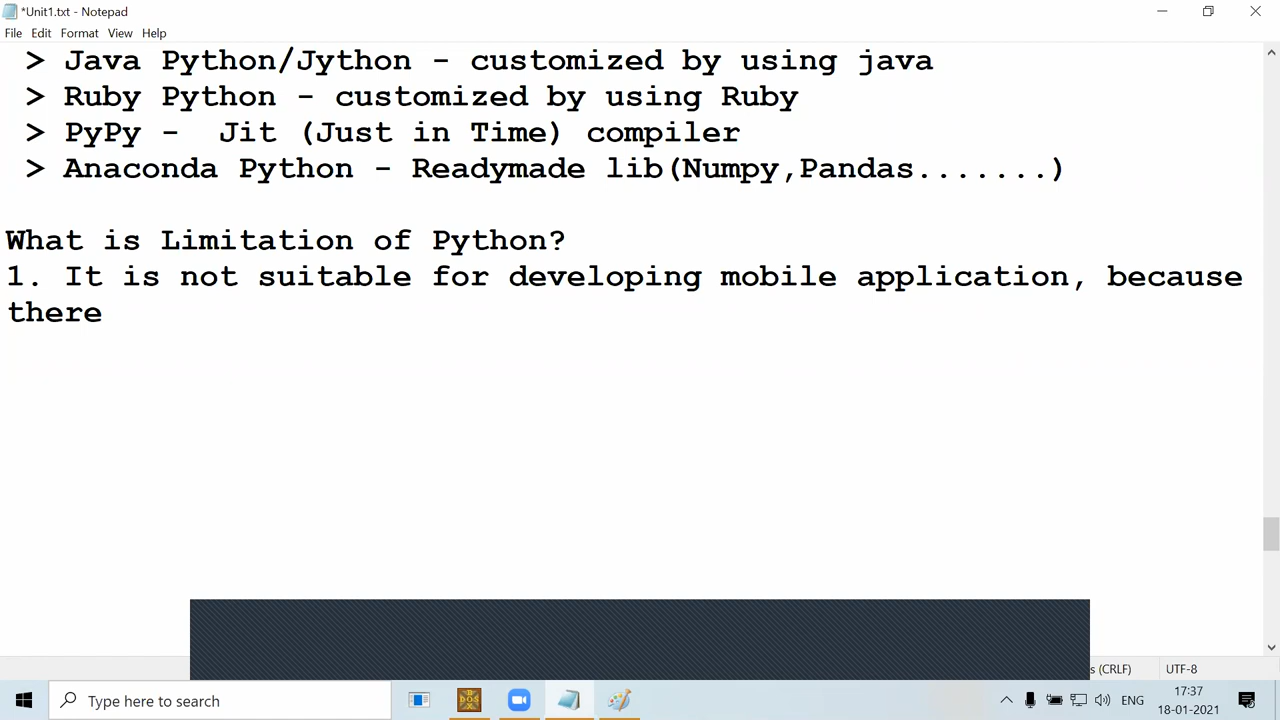 *Unit1.txt - Notepad
File Edit Format View Help
> Java Python/Jython - customized by using java
> Ruby Python - customized by using Ruby
> PyPy -  Jit (Just in Time) compiler
> Anaconda Python - Readymade lib(Numpy,Pandas.......)
What is Limitation of Python?
1. It is not suitable for developing mobile application, because
there
s (CRLF) UTF-8
Type here to search
ENG
17:37
18-01-2021